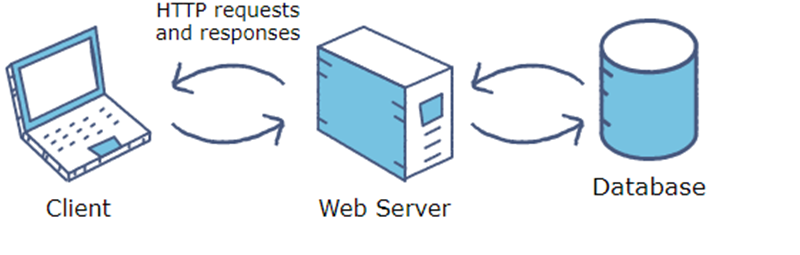 HTTP requests
and responses
Client
Web Server
Database